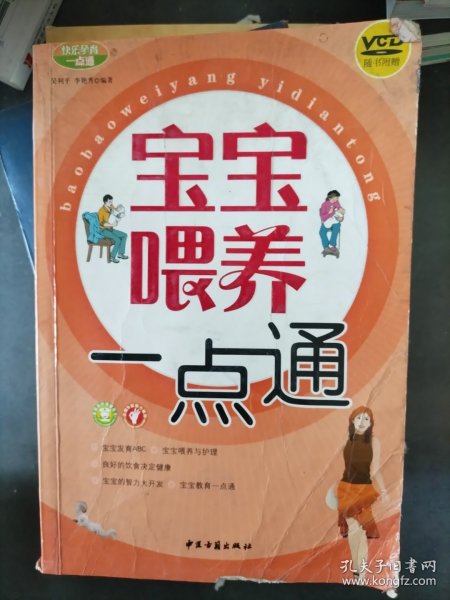 快乐孕育
一点通
吴利平 李艳秀◎编著
VCD
随书附赠
baobaoweiyang yidiantong
宝宝
喂养
一点通
宝宝发育ABC 宝宝喂养与护理
良好的饮食决定健康
宝宝的智力大开发 宝宝教育一点通
中医古籍出版社
孔夫子旧书网
www.kongfz.com